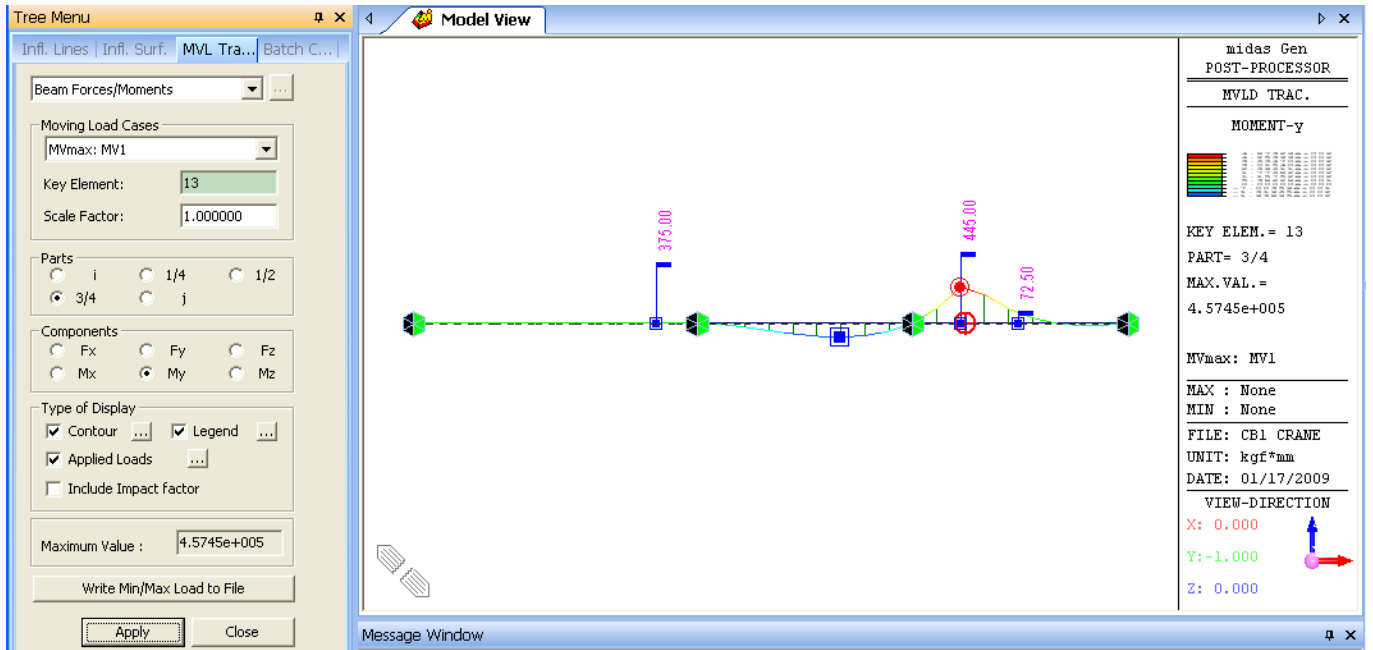 Tree Menu
Infl. Lines | Infl. Surf. MVL Tra... Batch C...
Beam Forces/Moments ...
Moving Load Cases
MVmax: MV1
Key Element: 13
Scale Factor: 1.000000
Parts
i 1/4 1/2
3/4 j
Components
Fx Fy Fz
Mx My Mz
Type of Display
Contour ... Legend ...
Applied Loads ...
Include Impact factor
Maximum Value : 4.5745e+005
Write Min/Max Load to File
Apply Close
Model View
375.00
445.00
72.50
midas Gen
POST-PROCESSOR
MVLD TRAC.
MOMENT-y
KEY ELEM.= 13
PART= 3/4
MAX.VAL.=
4.5745e+005
MVmax: MV1
MAX : None
MIN : None
FILE: CB1 CRANE
UNIT: kgf*mm
DATE: 01/17/2009
VIEW-DIRECTION
X: 0.000
Y:-1.000
Z: 0.000
Message Window